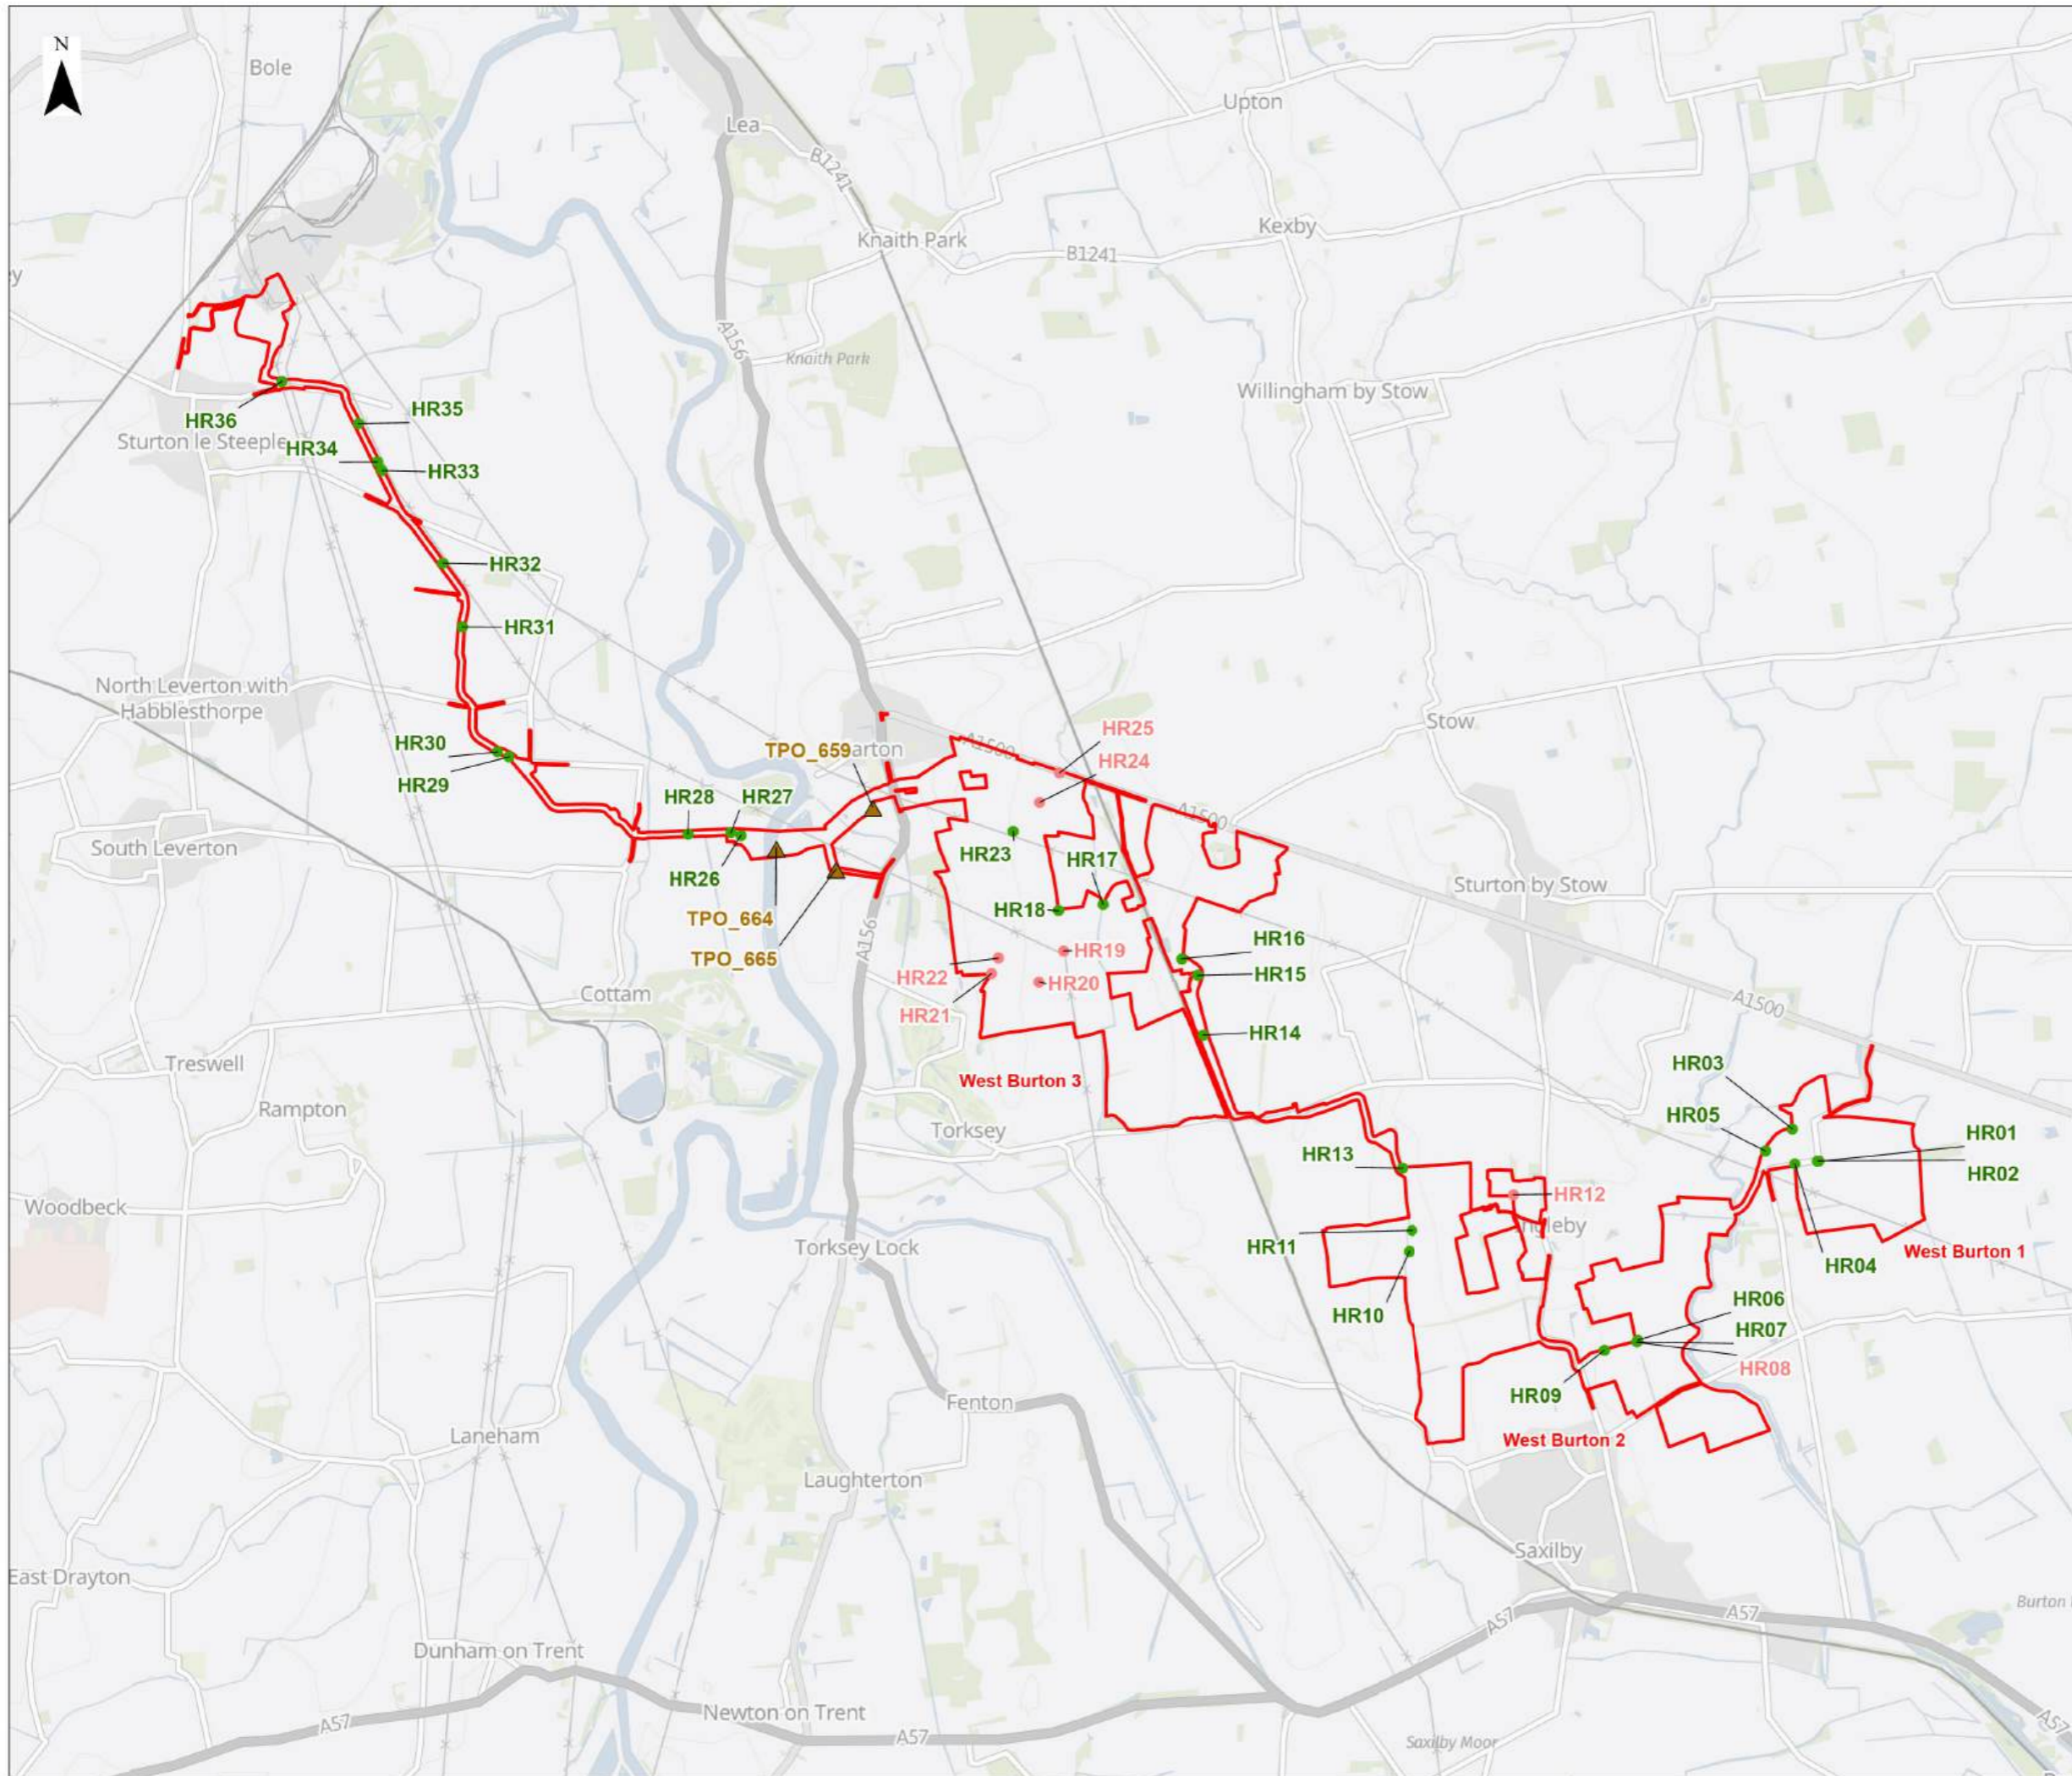 N
Bole
Lea
B1241
Upton
Knaith Park
Kexby
B1241
ey
A156
Knaith Park
Willingham by Stow
HR36
HR35
Sturton le Steeple
HR34
HR33
HR32
HR31
North Leverton with
Habblesthorpe
Stow
HR30
HR29
TPO_659
arton
A1500
HR25
HR24
HR28
HR27
A1500
South Leverton
HR26
HR23
HR17
Sturton by Stow
TPO_664
HR18
A156
TPO_665
HR16
HR19
HR22
HR15
HR20
Cottam
HR21
A1500
HR14
Treswell
West Burton 3
HR03
Rampton
HR05
Torksey
HR01
HR13
HR02
Woodbeck
HR12
ngleby
Torksey Lock
HR11
West Burton 1
HR04
HR10
HR06
HR07
HR08
Fenton
HR09
Laneham
West Burton 2
Laughterton
Saxilby
East Drayton
Burton
A57
A57
Dunham on Trent
Newton on Trent
A57
A57
A57
Saxilby Moor